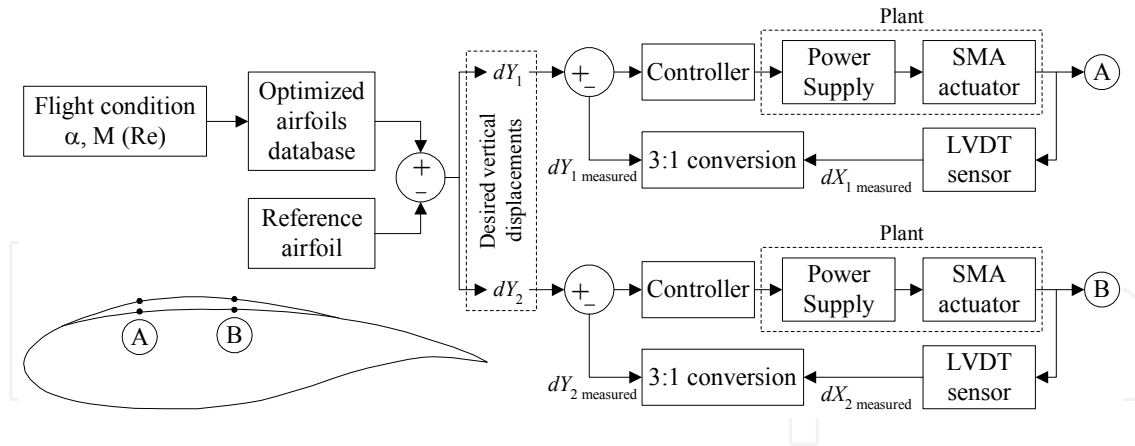 Flight condition
α, M (Re)
Optimized
airfoils
database
Reference
airfoil
+
−
Desired vertical
displacements
dY1
dY2
+
−
Controller
Plant
Power
Supply
SMA
actuator
A
LVDT
sensor
dX1 measured
3:1 conversion
dY1 measured
+
−
Controller
Plant
Power
Supply
SMA
actuator
B
LVDT
sensor
dX2 measured
3:1 conversion
dY2 measured
A
B